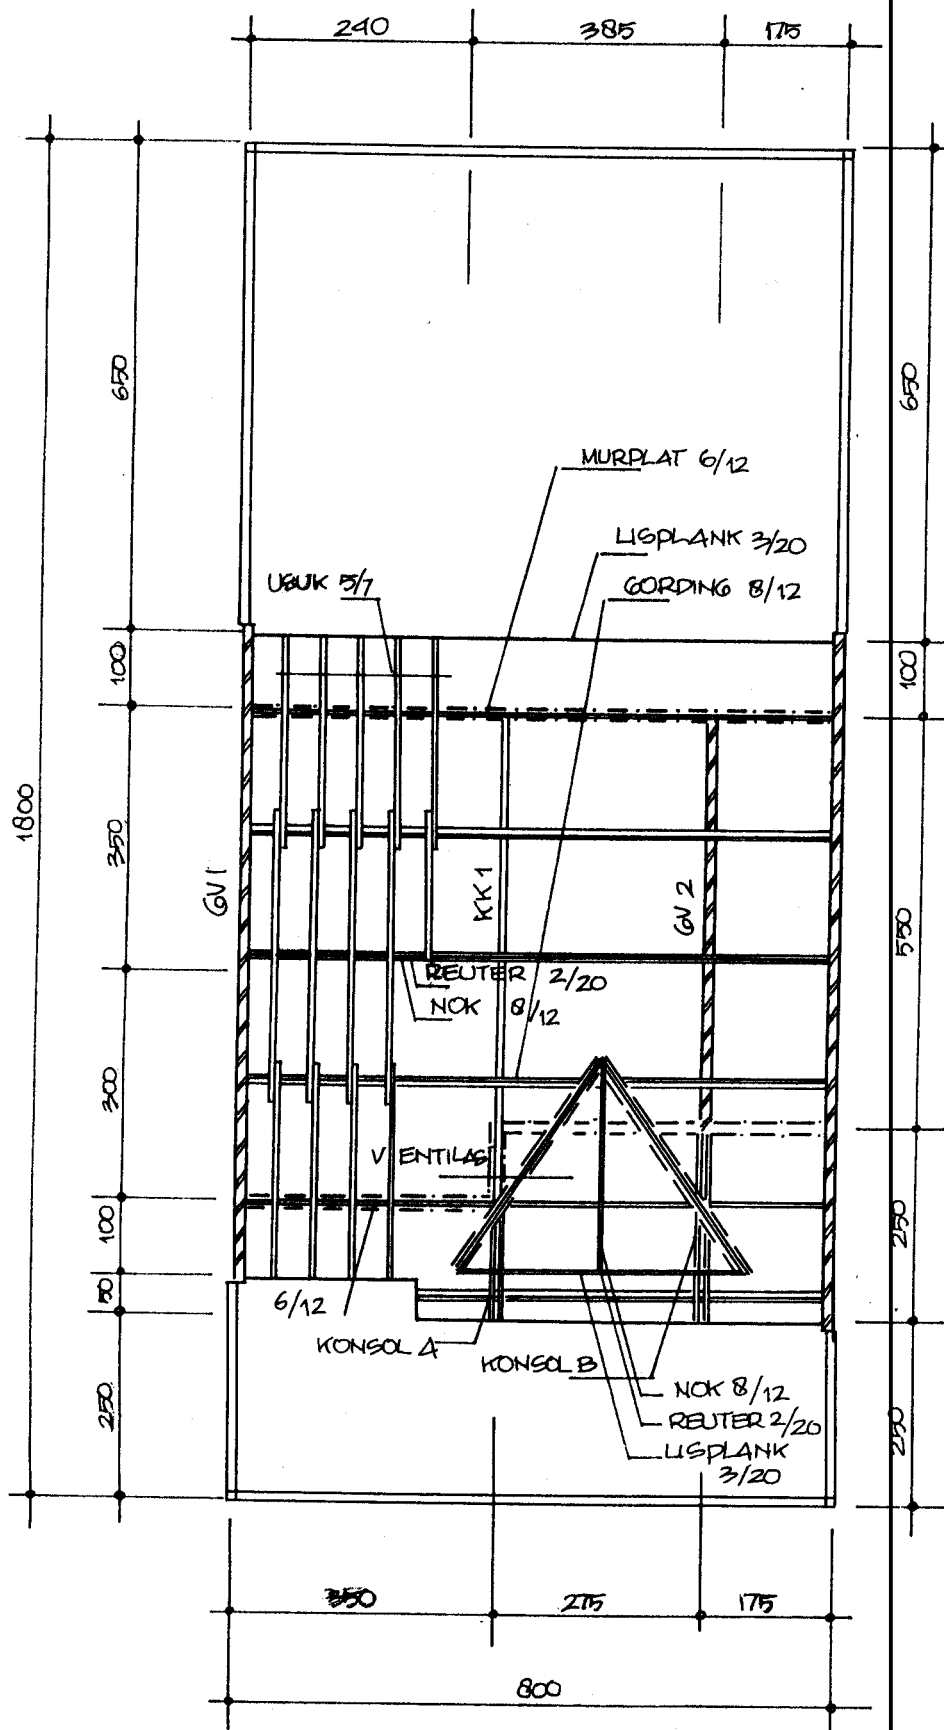 240 385 175
650
650
MURPLAT 6/12
LISPLANK 3/20
USUK 5/7
GORDING 8/12
100
100
1800
350
GV 1
KK 1
GV 2
550
REUTER 2/20
NOK 8/12
300
VENTILASI
100
250
50
6/12
KONSOL A
KONSOL B
NOK 8/12
REUTER 2/20
LISPLANK
3/20
250
250
350 275 175
800